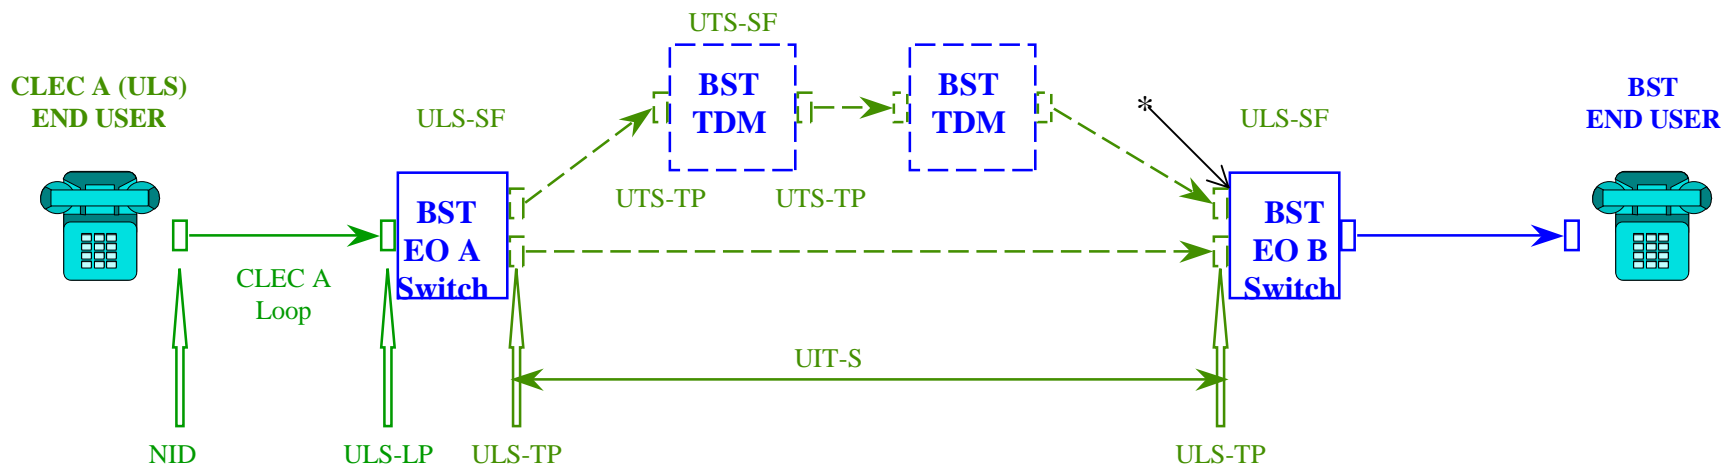 UTS-SF
CLEC A (ULS)
END USER
ULS-SF
BST
TDM
BST
TDM
*
ULS-SF
BST
END USER
UTS-TP
UTS-TP
BST
EO A
Switch
BST
EO B
Switch
CLEC A
Loop
UIT-S
NID
ULS-LP
ULS-TP
ULS-TP